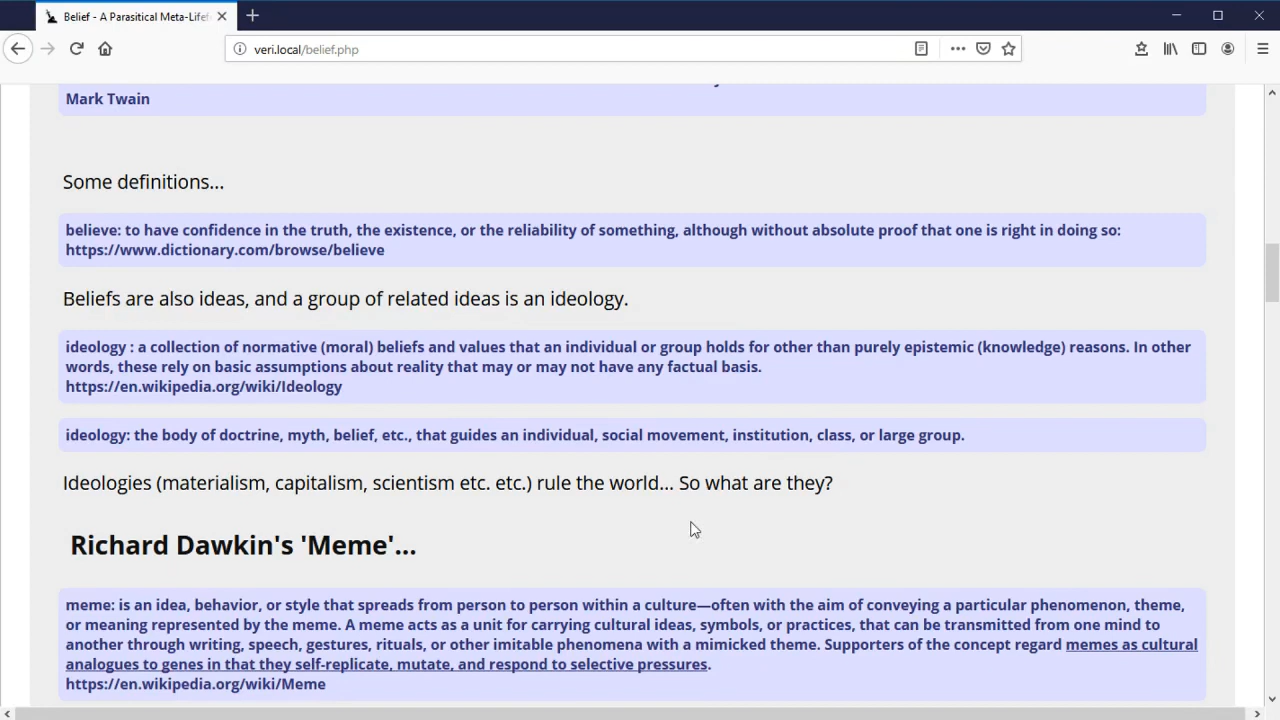 Belief - A Parasitical Meta-Lifef
veri.local/belief.php
Mark Twain
Some definitions...
believe: to have confidence in the truth, the existence, or the reliability of something, although without absolute proof that one is right in doing so:
https://www.dictionary.com/browse/believe
Beliefs are also ideas, and a group of related ideas is an ideology.
ideology : a collection of normative (moral) beliefs and values that an individual or group holds for other than purely epistemic (knowledge) reasons. In other
words, these rely on basic assumptions about reality that may or may not have any factual basis.
https://en.wikipedia.org/wiki/Ideology
ideology: the body of doctrine, myth, belief, etc., that guides an individual, social movement, institution, class, or large group.
Ideologies (materialism, capitalism, scientism etc. etc.) rule the world... So what are they?
Richard Dawkin's 'Meme'...
meme: is an idea, behavior, or style that spreads from person to person within a culture—often with the aim of conveying a particular phenomenon, theme,
or meaning represented by the meme. A meme acts as a unit for carrying cultural ideas, symbols, or practices, that can be transmitted from one mind to
another through writing, speech, gestures, rituals, or other imitable phenomena with a mimicked theme. Supporters of the concept regard memes as cultural
analogues to genes in that they self-replicate, mutate, and respond to selective pressures.
https://en.wikipedia.org/wiki/Meme